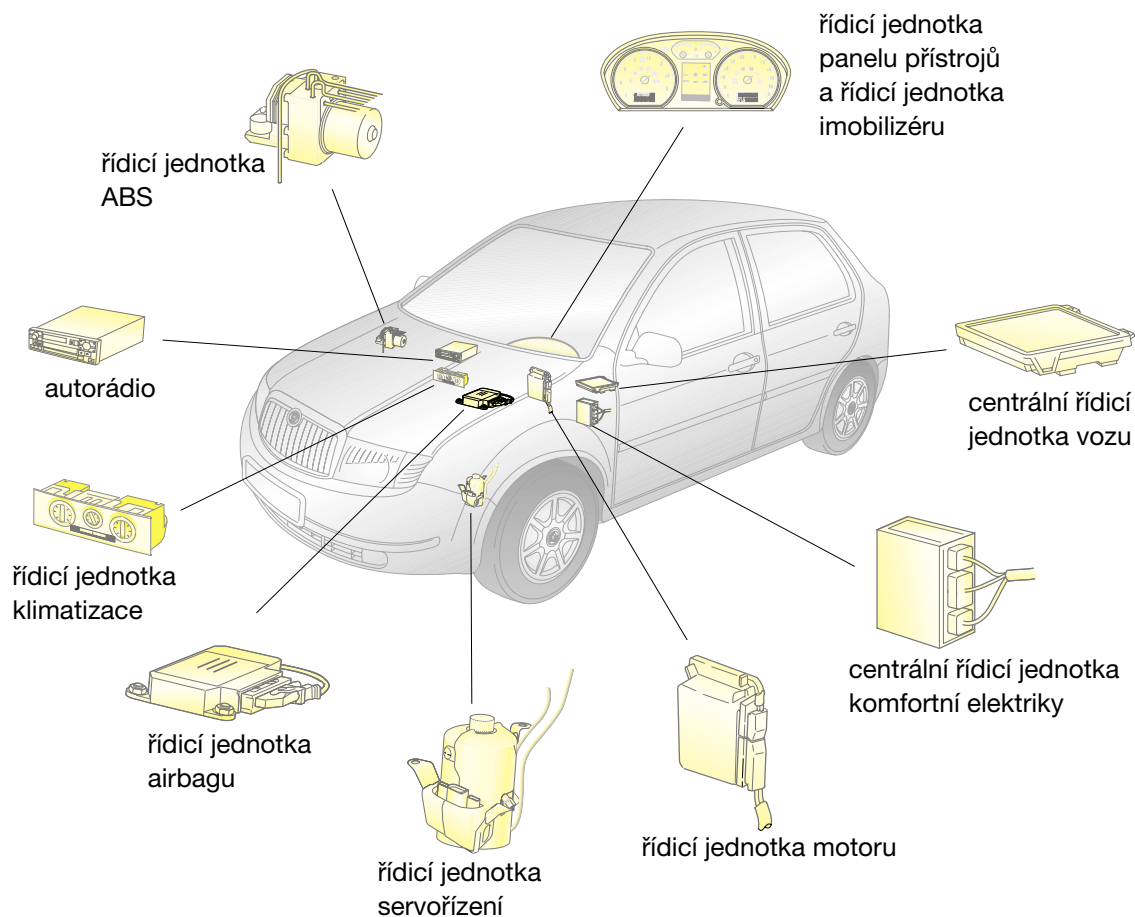 řídicí jednotka
panelu přístrojů
a řídicí jednotka
imobilizéru
řídicí jednotka
ABS
autorádio
centrální řídicí
jednotka vozu
řídicí jednotka
klimatizace
centrální řídicí jednotka
komfortní elektriky
řídicí jednotka
airbagu
řídicí jednotka motoru
řídicí jednotka
servořízení